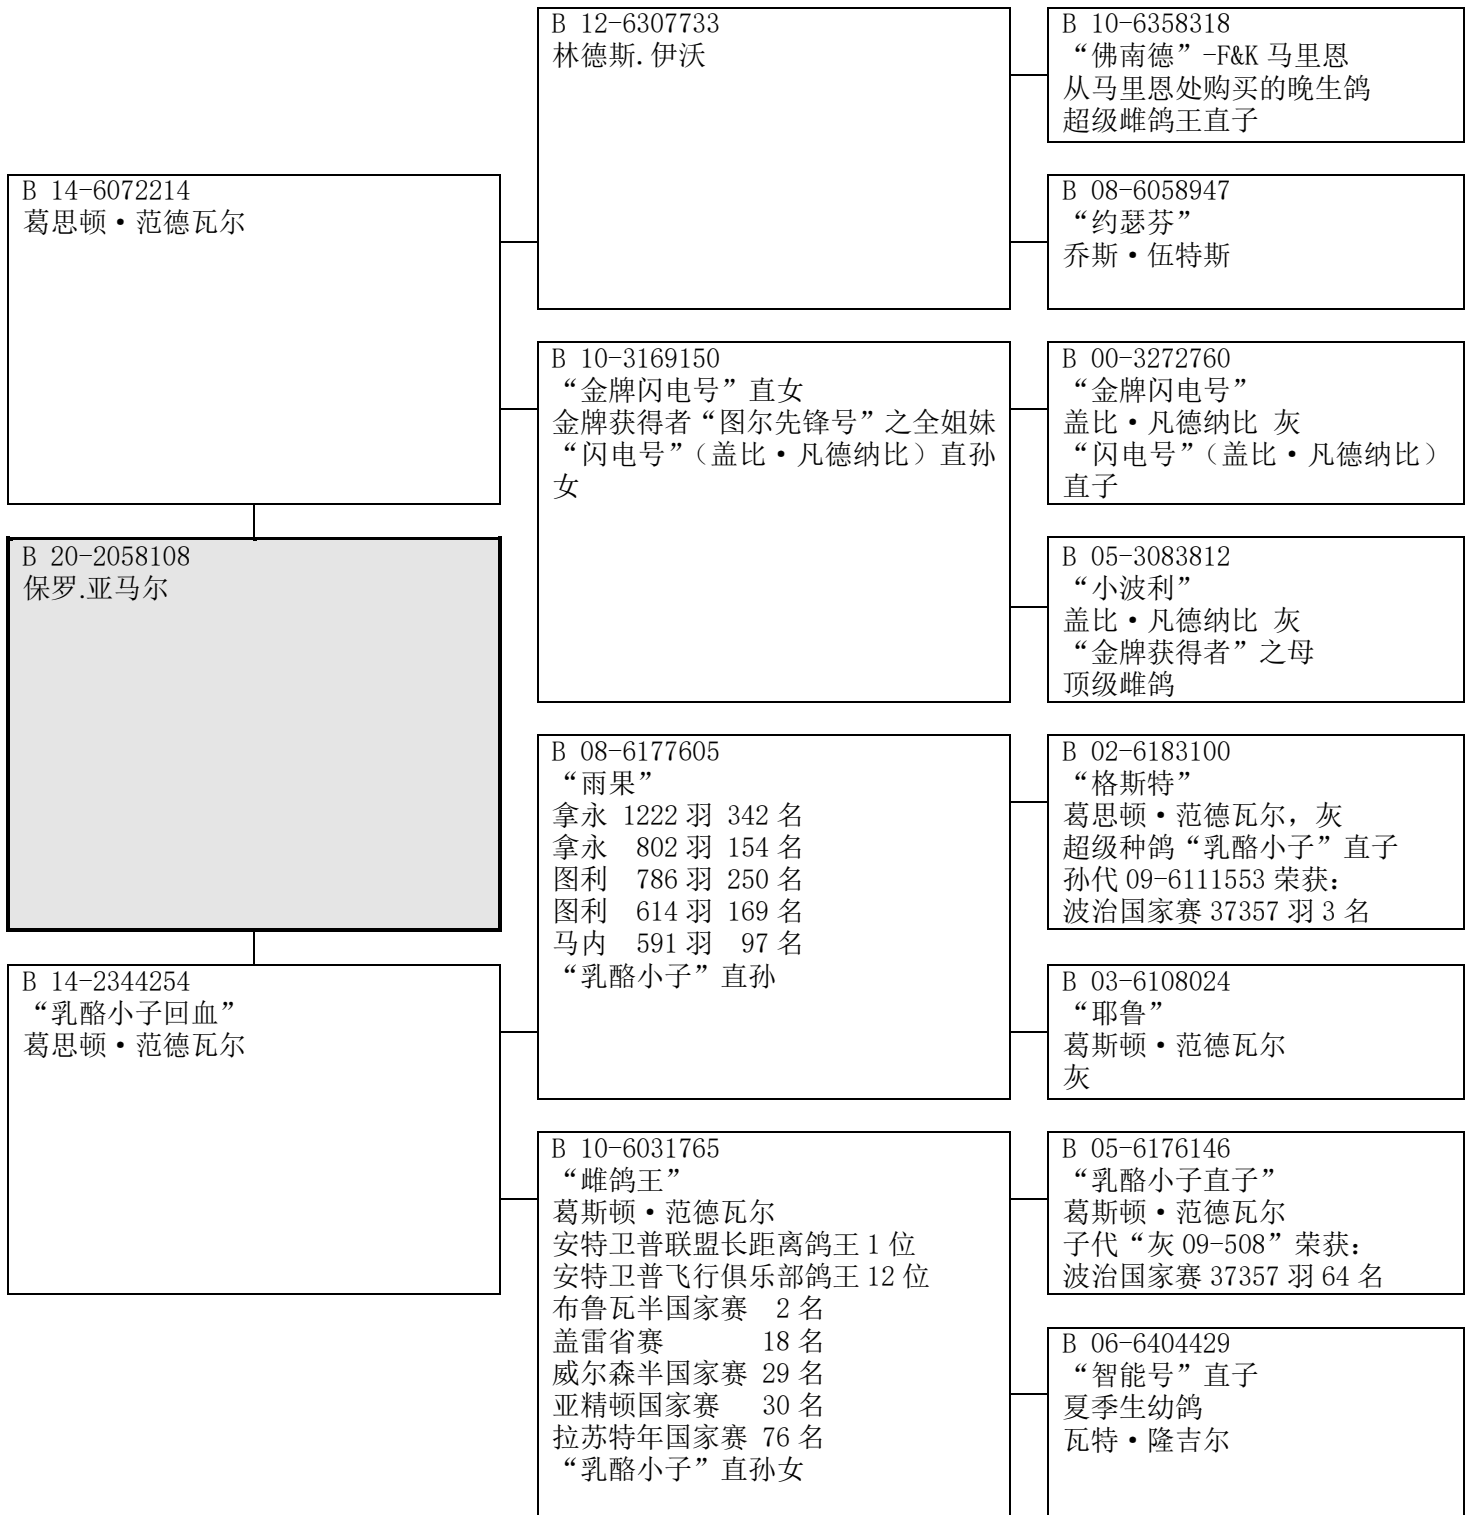 B 14-6072214
葛思顿·范德瓦尔
B 20-2058108
保罗.亚马尔
B 14-2344254
“乳酪小子回血”
葛思顿·范德瓦尔
B 12-6307733
林德斯.伊沃
B 10-3169150
“金牌闪电号”直女
金牌获得者“图尔先锋号”之全姐妹
“闪电号”（盖比·凡德纳比）直孙
女
B 08-6177605
“雨果”
拿永 1222 羽 342 名
拿永 802 羽 154 名
图利 786 羽 250 名
图利 614 羽 169 名
马内 591 羽 97 名
“乳酪小子”直孙
B 10-6031765
“雌鸽王”
葛斯顿·范德瓦尔
安特卫普联盟长距离鸽王 1 位
安特卫普飞行俱乐部鸽王 12 位
布鲁瓦半国家赛 2 名
盖雷省赛 18 名
威尔森半国家赛 29 名
亚精顿国家赛 30 名
拉苏特年国家赛 76 名
“乳酪小子”直孙女
B 10-6358318
“佛南德”-F&K 马里恩
从马里恩处购买的晚生鸽
超级雌鸽王直子
B 08-6058947
“约瑟芬”
乔斯·伍特斯
B 00-3272760
“金牌闪电号”
盖比·凡德纳比 灰
“闪电号”（盖比·凡德纳比）
直子
B 05-3083812
“小波利”
盖比·凡德纳比 灰
“金牌获得者”之母
顶级雌鸽
B 02-6183100
“格斯特”
葛思顿·范德瓦尔，灰
超级种鸽“乳酪小子”直子
孙代 09-6111553 荣获：
波治国家赛 37357 羽 3 名
B 03-6108024
“耶鲁”
葛斯顿·范德瓦尔
灰
B 05-6176146
“乳酪小子直子”
葛斯顿·范德瓦尔
子代“灰 09-508”荣获：
波治国家赛 37357 羽 64 名
B 06-6404429
“智能号”直子
夏季生幼鸽
瓦特·隆吉尔